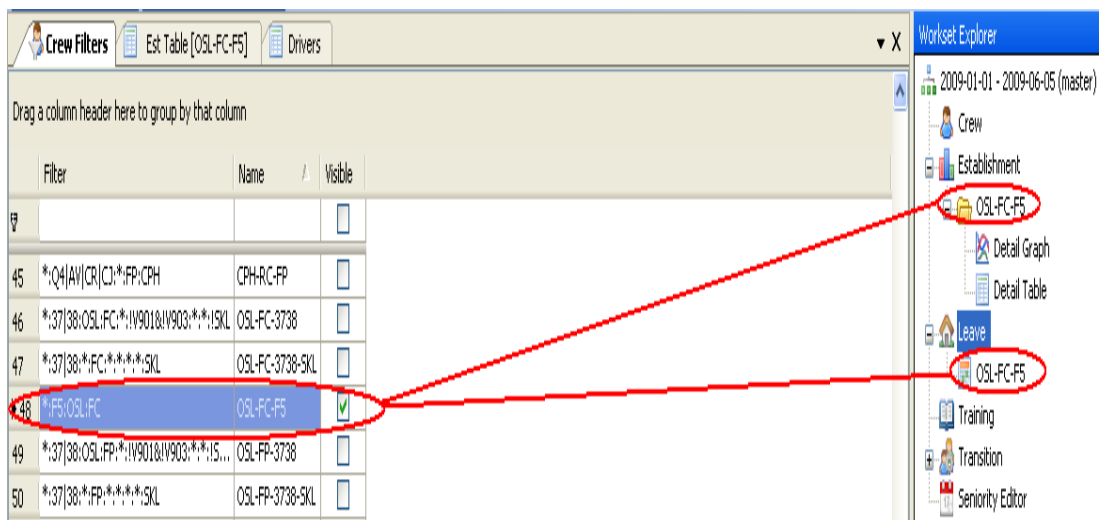 Crew Filters Est Table [OSL-FC-F5] Drivers X
Drag a column header here to group by that column
Filter Name Visible
45 *:Q4|AV|CR|CJ:*:FP:CPH CPH-RC-FP
46 *:37|38:OSL:FC:*:!V901&!V903:*:*:!SKL OSL-FC-3738
47 *:37|38:*:FC:*:*:*:*:SKL OSL-FC-3738-SKL
48 *:F5:OSL:FC OSL-FC-F5
49 *:37|38:OSL:FP:*:!V901&!V903:*:*:!S... OSL-FP-3738
50 *:37|38:*:FP:*:*:*:*:SKL OSL-FP-3738-SKL
Workset Explorer
2009-01-01 - 2009-06-05 (master)
Crew
Establishment
OSL-FC-F5
Detail Graph
Detail Table
Leave
OSL-FC-F5
Training
Transition
Seniority Editor